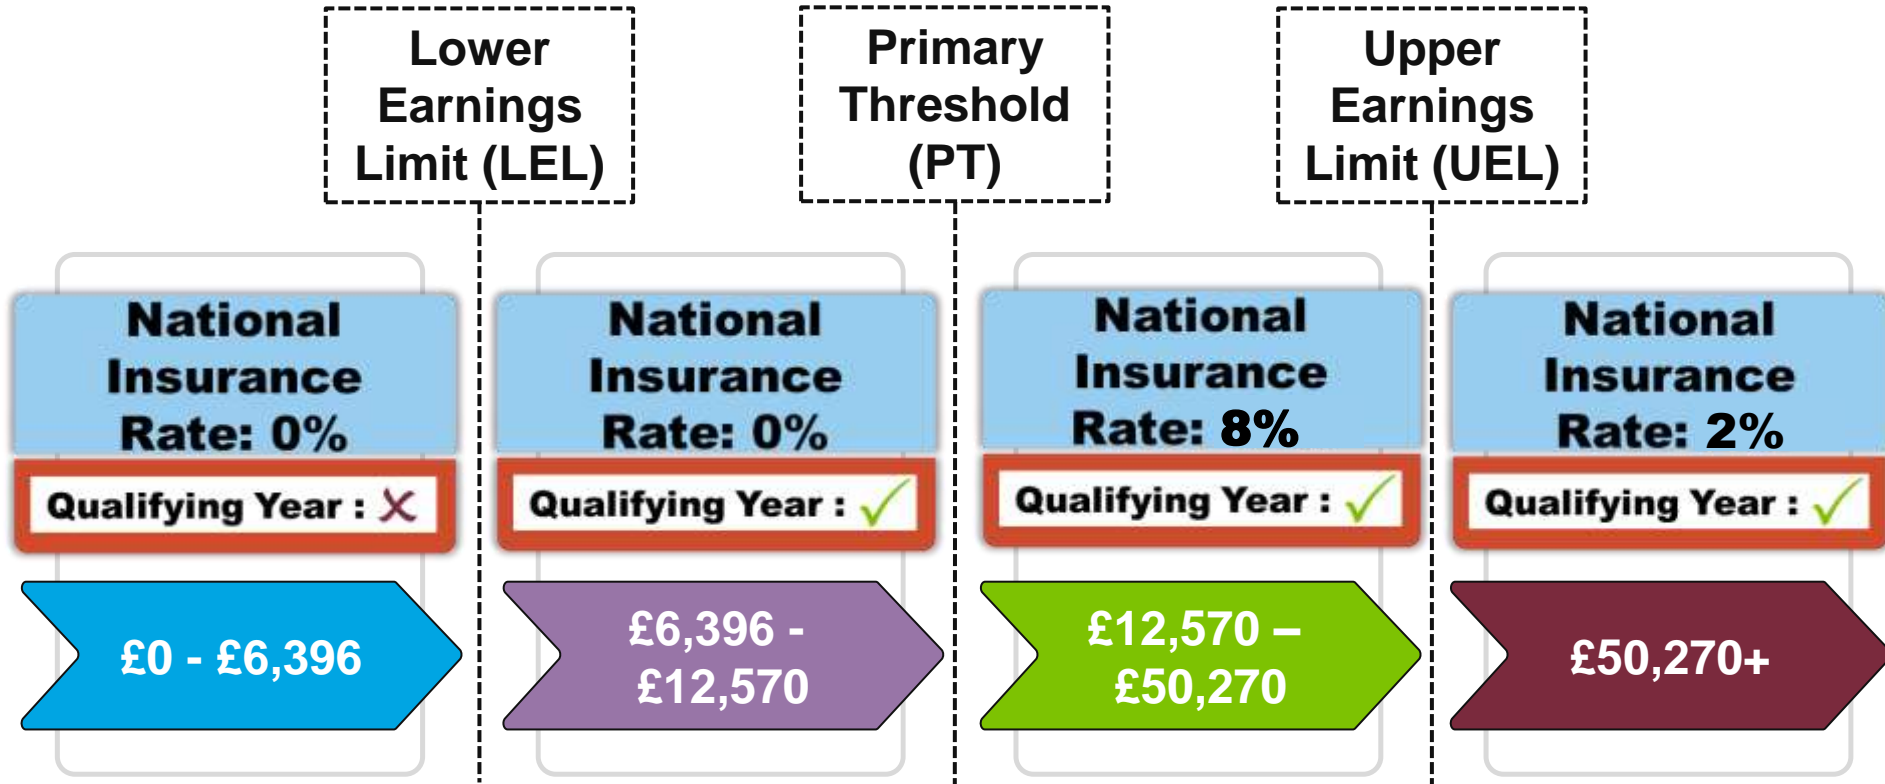 Lower
Earnings
Limit (LEL)
Primary
Threshold
(PT)
Upper
Earnings
Limit (UEL)
National
Insurance
Rate: 0%
Qualifying Year :
£0 - £6,396
National
Insurance
Rate: 0%
Qualifying Year :
£6,396 -
£12,570
National
Insurance
Rate: 8%
Qualifying Year :
£12,570 –
£50,270
National
Insurance
Rate: 2%
Qualifying Year :
£50,270+